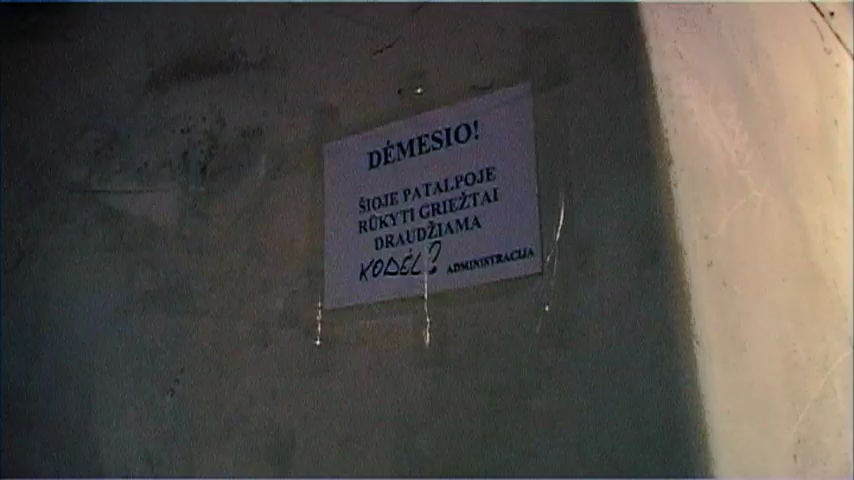 DĖMESIO!
ŠIOJE PATALPOJE
RŪKYTI GRIEŽTAI
DRAUDŽIAMA
KODĖL?
ADMINISTRACIJA